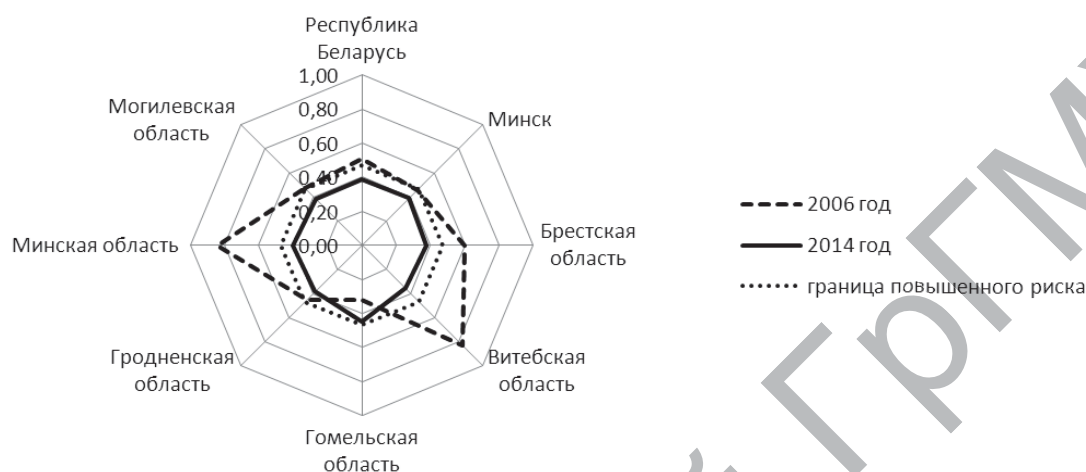 Республика
Беларусь
1,00
0,80
0,60
0,40
0,20
0,00
Минск
Брестская
область
Витебская
область
Гомельская
область
Гродненская
область
Минская область
Могилевская
область
2006 год
2014 год
граница повышенного риска
й ГрГМ